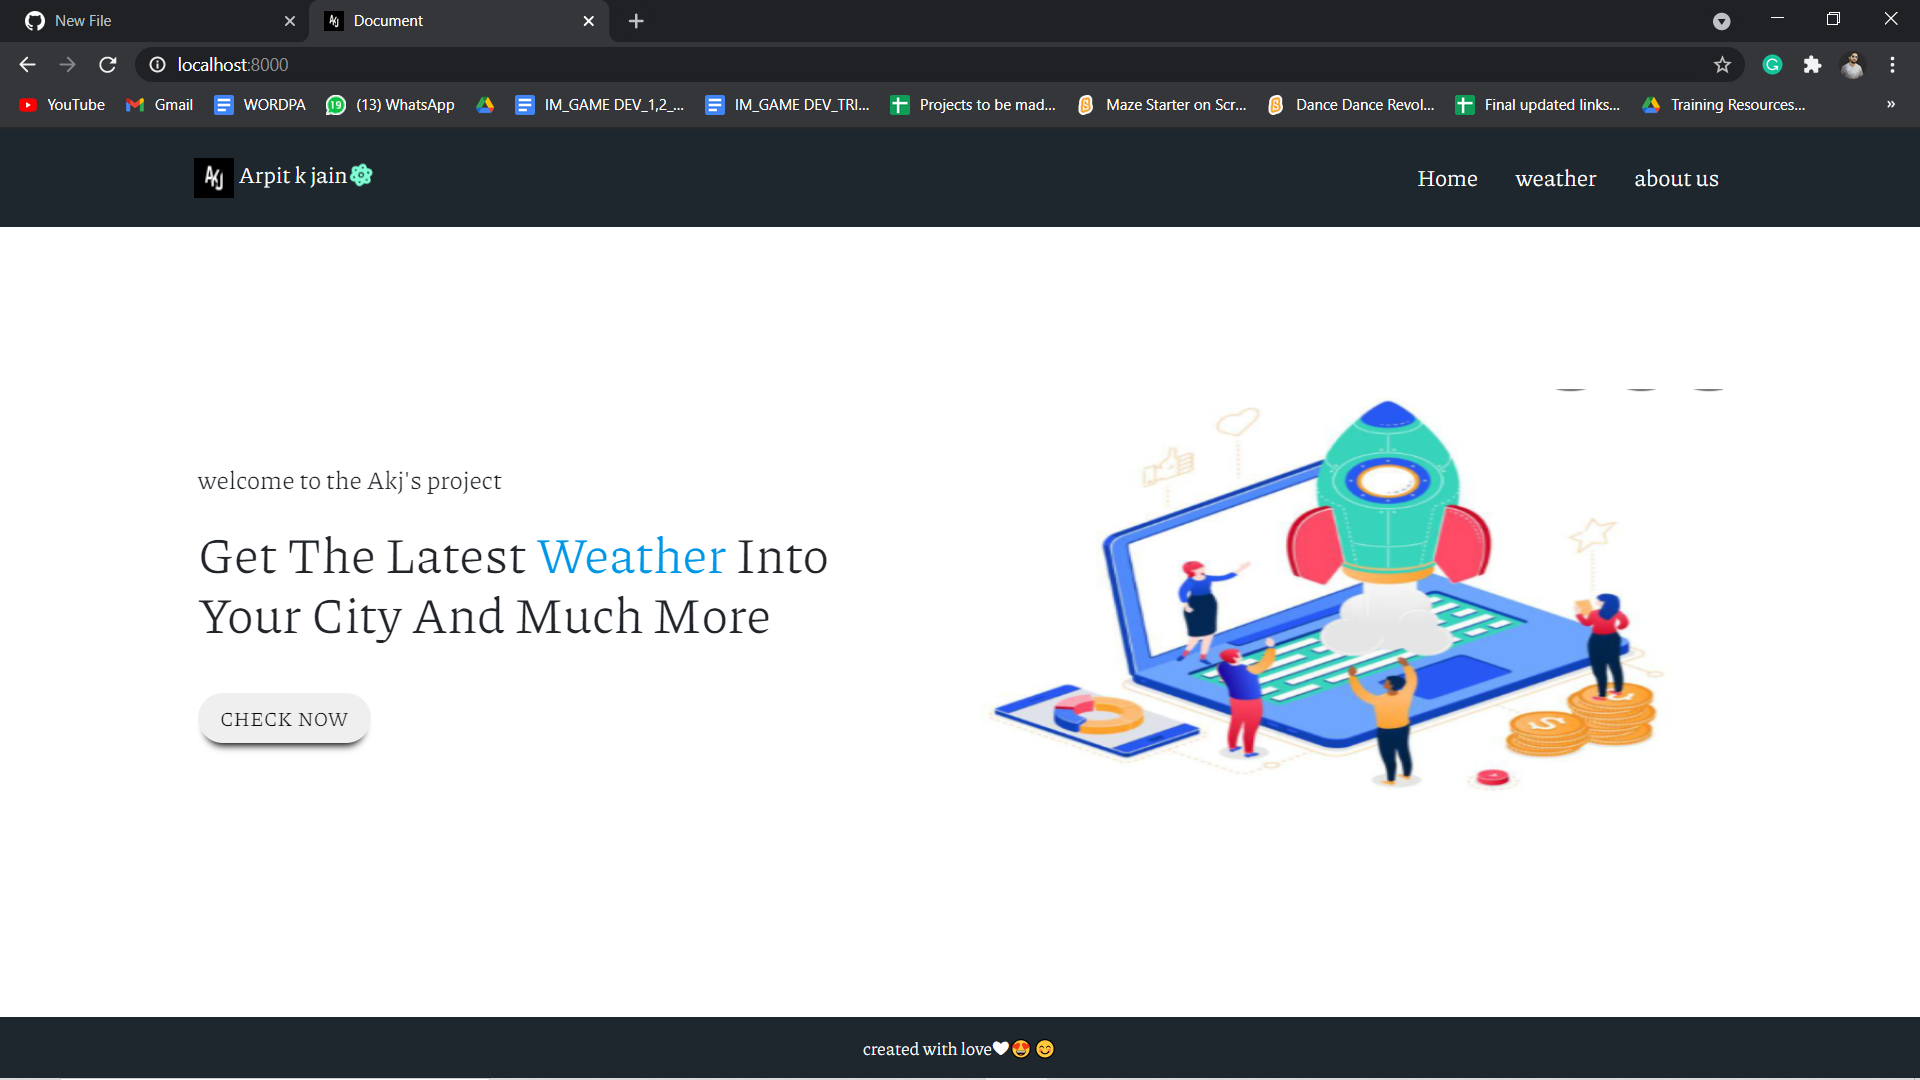 New File
Document
localhost:8000
YouTube
Gmail
WORDPA
(13) WhatsApp
IM_GAME DEV_1,2_...
IM_GAME DEV_TRI...
Projects to be mad...
Maze Starter on Scr...
Dance Dance Revol...
Final updated links...
Training Resources...
»
AKJ Arpit k jain
Home weather about us
welcome to the Akj's project
Get The Latest Weather Into
Your City And Much More
CHECK NOW
created with love🤍😍😊